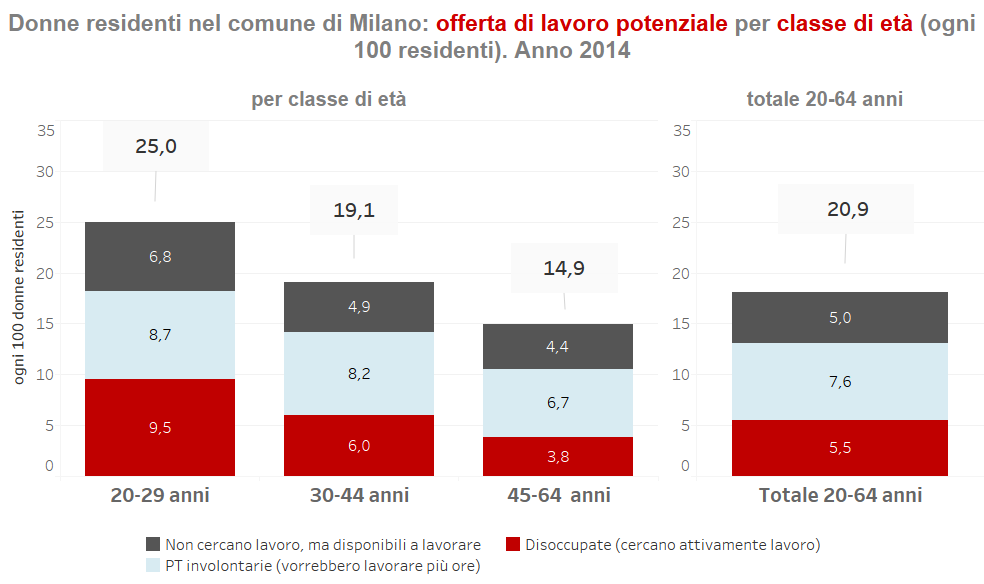 Donne residenti nel comune di Milano: offerta di lavoro potenziale per classe di età (ogni
100 residenti). Anno 2014
per classe di età
totale 20-64 anni
ogni 100 donne residenti
35
30
25
20
15
10
5
0
25,0
6,8
8,7
9,5
19,1
4,9
8,2
6,0
14,9
4,4
6,7
3,8
20-29 anni
30-44 anni
45-64 anni
35
30
25
20
15
10
5
0
20,9
5,0
7,6
5,5
Totale 20-64 anni
Non cercano lavoro, ma disponibili a lavorare
Disoccupate (cercano attivamente lavoro)
PT involontarie (vorrebbero lavorare più ore)